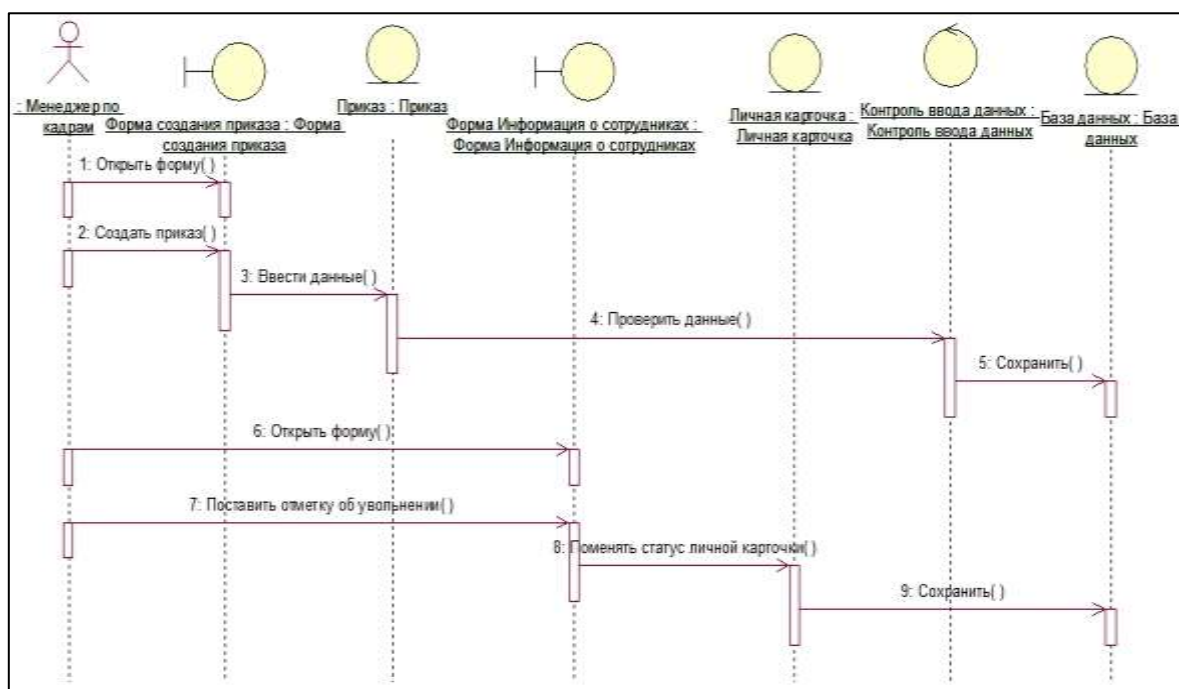 : Менеджер по
кадрам
Форма создания приказа : Форма
создания приказа
Приказ : Приказ
Форма Информация о сотрудниках :
Форма Информация о сотрудниках
Личная карточка :
Личная карточка
Контроль ввода данных :
Контроль ввода данных
База данных : База
данных
1: Открыть форму( )
2: Создать приказ( )
3: Ввести данные( )
4: Проверить данные( )
5: Сохранить( )
6: Открыть форму( )
7: Поставить отметку об увольнении( )
8: Поменять статус личной карточки( )
9: Сохранить( )